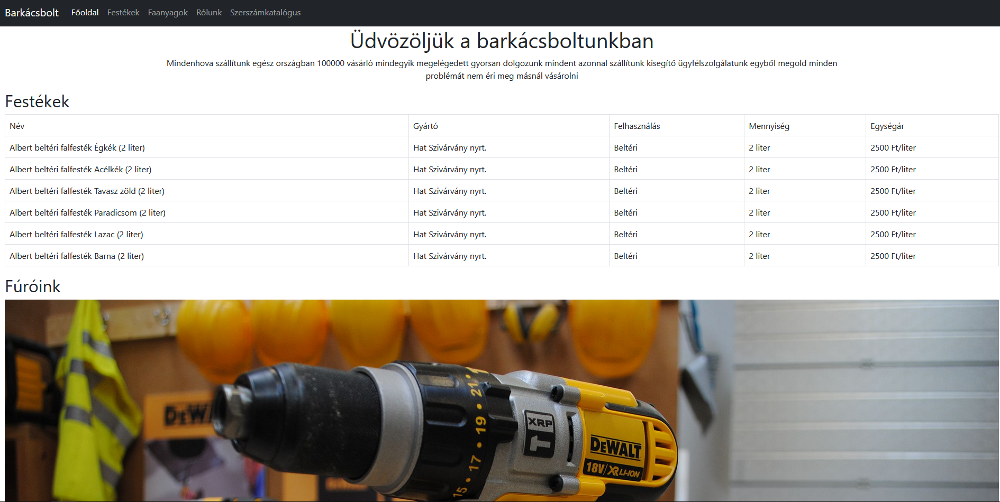 Barkácsbolt Főoldal Festékek Faanyagok Rólunk Szerszámkatalógus
Üdvözöljük a barkácsboltunkban
Mindenhova szállítunk egész országban 100000 vásárló mindegyik megelégedett gyorsan dolgozunk mindent azonnal szállítunk kisegítő ügyfélszolgálatunk egyből megold minden
problémát nem éri meg másnál vásárolni
Festékek
Név Gyártó Felhasználás Mennyiség Egységár
Albert beltéri falfesték Égkék (2 liter) Hat Szivárvány nyrt. Beltéri 2 liter 2500 Ft/liter
Albert beltéri falfesték Acélkék (2 liter) Hat Szivárvány nyrt. Beltéri 2 liter 2500 Ft/liter
Albert beltéri falfesték Tavasz zöld (2 liter) Hat Szivárvány nyrt. Beltéri 2 liter 2500 Ft/liter
Albert beltéri falfesték Paradicsom (2 liter) Hat Szivárvány nyrt. Beltéri 2 liter 2500 Ft/liter
Albert beltéri falfesték Lazac (2 liter) Hat Szivárvány nyrt. Beltéri 2 liter 2500 Ft/liter
Albert beltéri falfesték Barna (2 liter) Hat Szivárvány nyrt. Beltéri 2 liter 2500 Ft/liter
Fúróink
21
19
17
15
XRP
DEWALT
18V/XR LI-ION